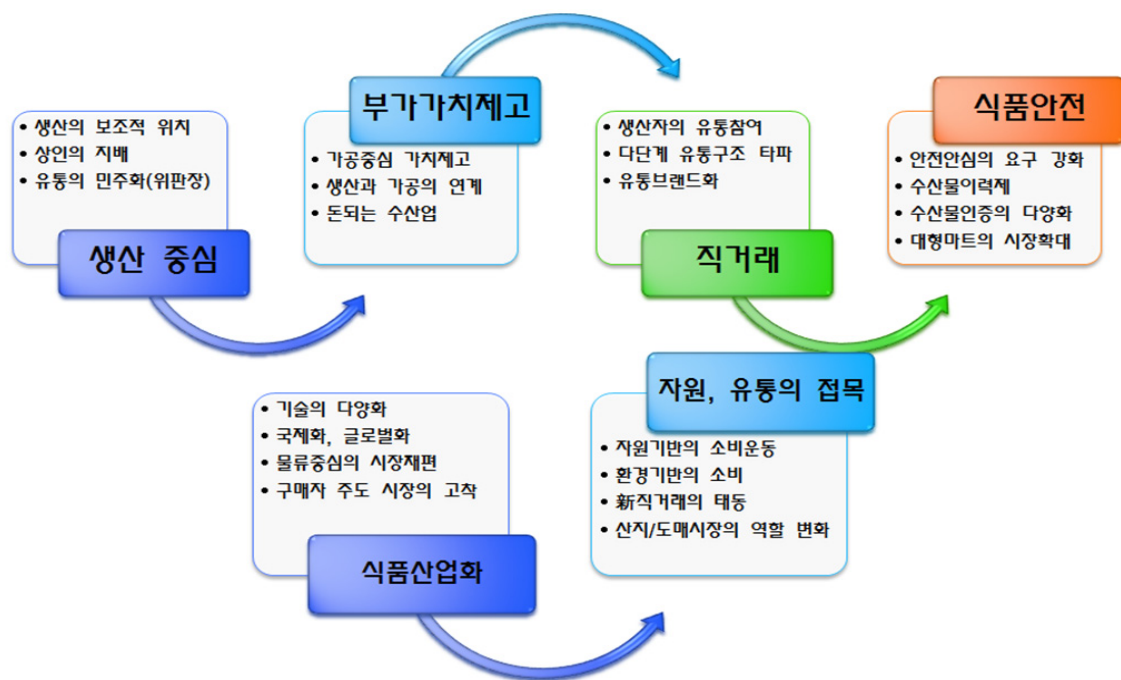 생산의 보조적 위치
상인의 지배
유통의 민주화(위판장)
생산 중심
부가가치제고
가공중심 가치제고
생산과 가공의 연계
돈되는 수산업
생산자의 유통참여
다단계 유통구조 타파
유통브랜드화
직거래
식품안전
안전안심의 요구 강화
수산물이력제
수산물인증의 다양화
대형마트의 시장확대
기술의 다양화
국제화, 글로벌화
물류중심의 시장재편
구매자 주도 시장의 고착
식품산업화
자원, 유통의 접목
자원기반의 소비운동
환경기반의 소비
新직거래의 태동
산지/도매시장의 역할 변화